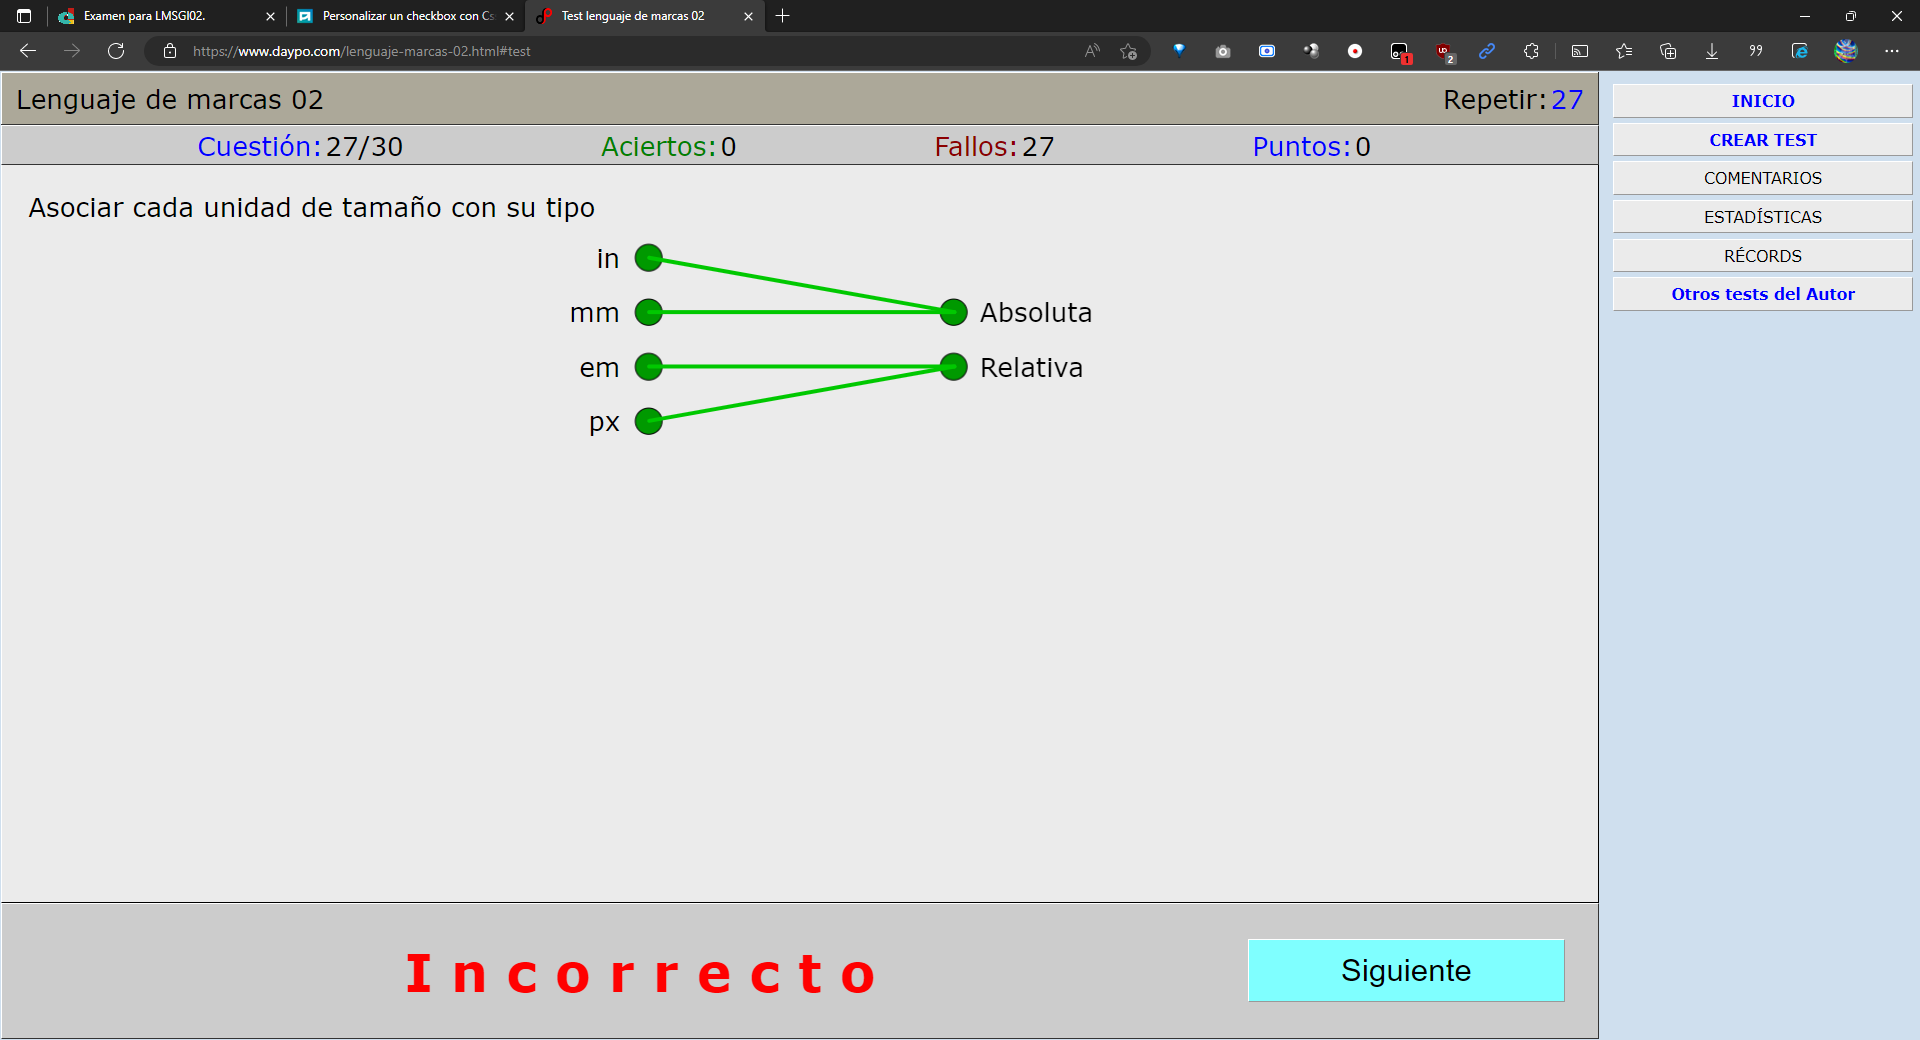 Examen para LMSGI02.
Personalizar un checkbox con Cs
Test lenguaje de marcas 02
https://www.daypo.com/lenguaje-marcas-02.html#test
1
2
Lenguaje de marcas 02
Repetir: 27
Cuestión: 27/30
Aciertos: 0
Fallos: 27
Puntos: 0
Asociar cada unidad de tamaño con su tipo
in
mm
Absoluta
em
Relativa
px
Incorrecto
Siguiente
INICIO
CREAR TEST
COMENTARIOS
ESTADÍSTICAS
RÉCORDS
Otros tests del Autor